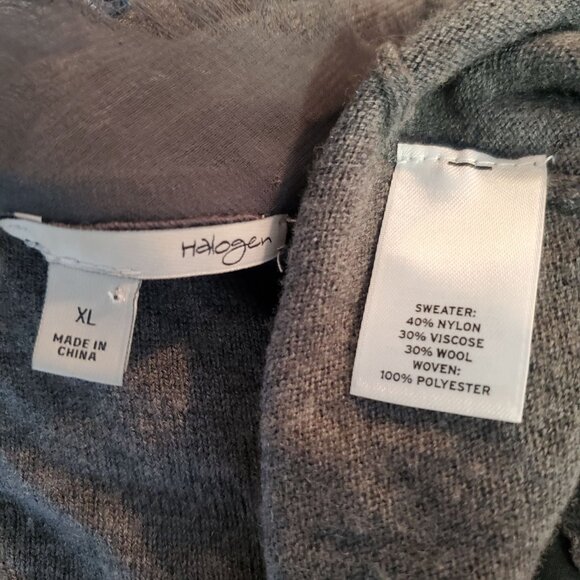 Halogen
XL
MADE IN
CHINA
SWEATER:
40% NYLON
30% VISCOSE
30% WOOL
WOVEN:
100% POLYESTER